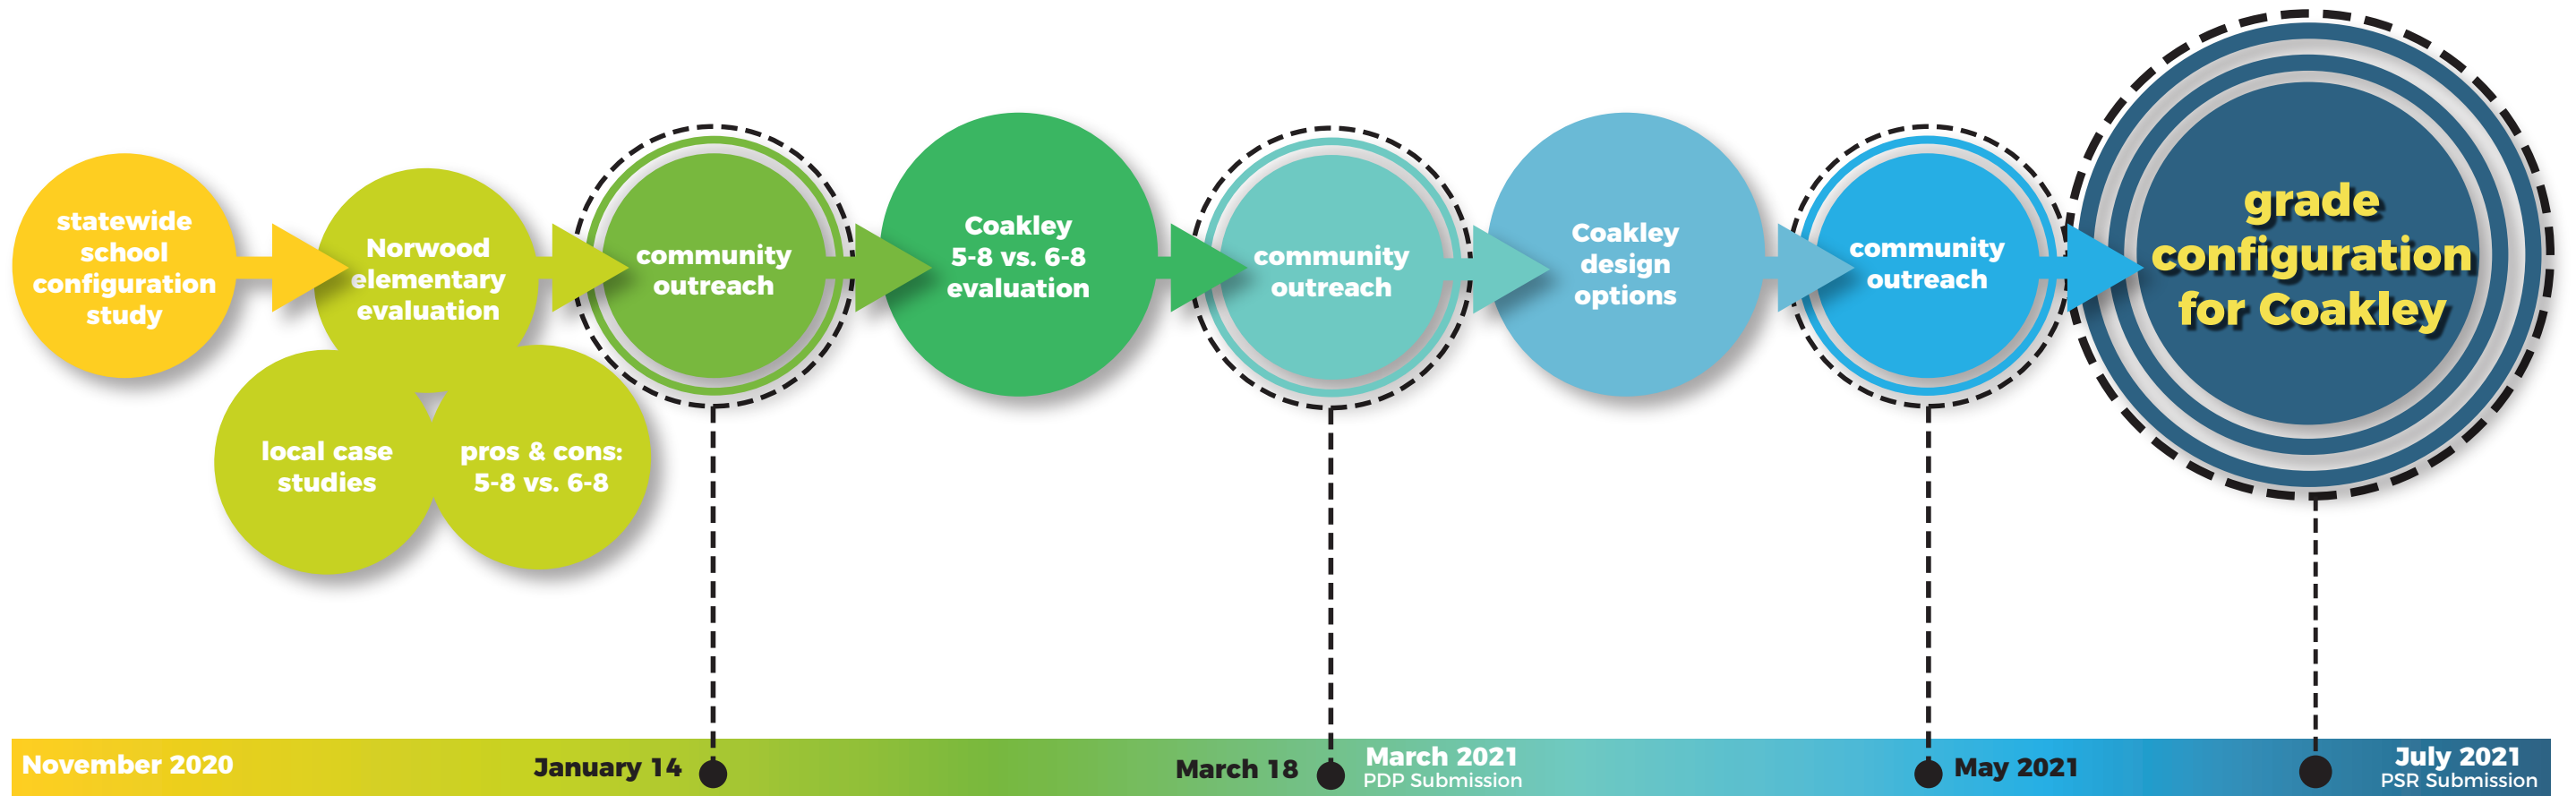 statewide
school
configuration
study
Norwood
elementary
evaluation
local case
studies
pros & cons:
5-8 vs. 6-8
community
outreach
Coakley
5-8 vs. 6-8
evaluation
community
outreach
Coakley
design
options
community
outreach
grade
configuration
for Coakley
November 2020
January 14
March 18
March 2021
PDP Submission
May 2021
July 2021
PSR Submission